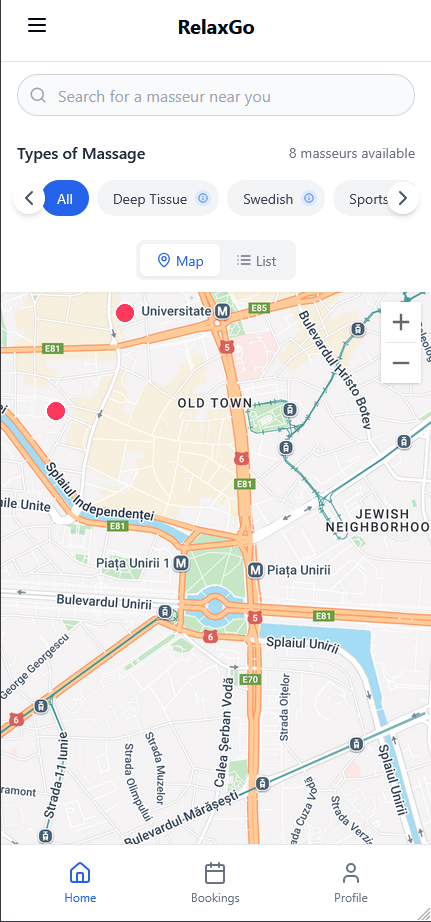 RelaxGo
Search for a masseur near you
Types of Massage
8 masseurs available
All
Deep Tissue
Swedish
Sports
Map
List
Universitate
M
E85
E81
5
Bulevardul Hristo Botev
OLD TOWN
6
E81
Splaiul Independenței
E81
JEWISH
NEIGHBORHOO
Piața Unirii 1
M
M
Piața Unirii
Bulevardul Unirii
5
E81
6
Splaiul Unirii
George Georgescu
E70
6
Calea Șerban Vodă
Strada Oițelor
Strada 11 Iunie
Strada Muzelor
Strada Olimpului
Splaiul Unirii
Bulevardul Mărășești
Home
Bookings
Profile